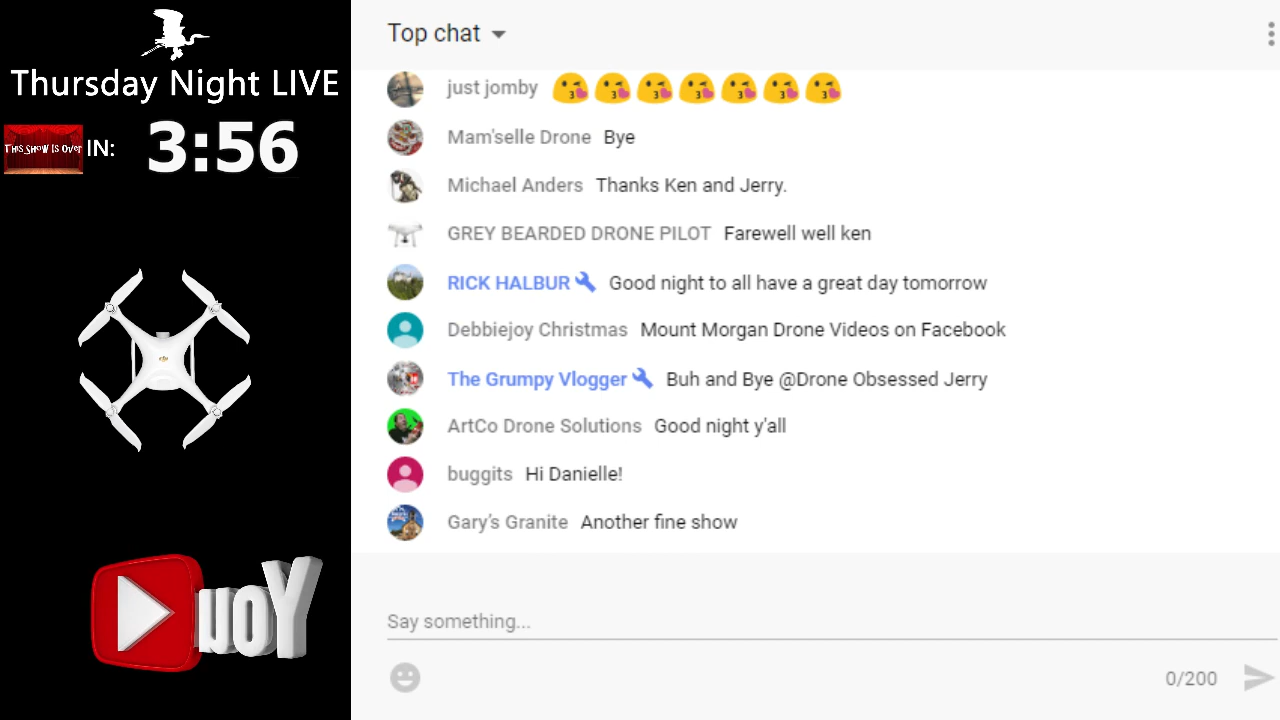 Thursday Night LIVE
THIS SHOW IS OVER IN: 3:56
YOU
Top chat
just jomby 😘😘😘😘😘😘😘
Mam'selle Drone Bye
Michael Anders Thanks Ken and Jerry.
GREY BEARDED DRONE PILOT Farewell well ken
RICK HALBUR Good night to all have a great day tomorrow
Debbiejoy Christmas Mount Morgan Drone Videos on Facebook
The Grumpy Vlogger Buh and Bye @Drone Obsessed Jerry
ArtCo Drone Solutions Good night y'all
buggits Hi Danielle!
Gary's Granite Another fine show
Say something...
0/200